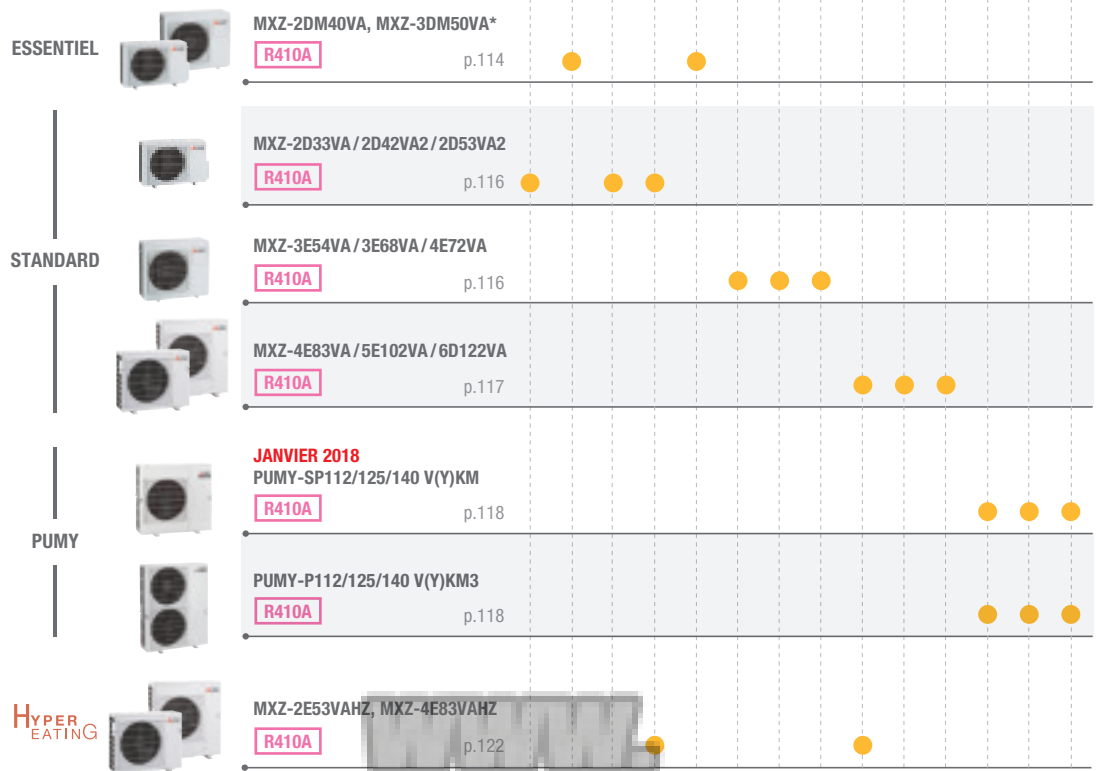 ESSENTIEL
MXZ-2DM40VA, MXZ-3DM50VA*
R410A p.114
MXZ-2D33VA / 2D42VA2 / 2D53VA2
R410A p.116
STANDARD
MXZ-3E54VA / 3E68VA / 4E72VA
R410A p.116
MXZ-4E83VA / 5E102VA / 6D122VA
R410A p.117
JANVIER 2018
PUMY-SP112/125/140 V(Y)KM
R410A p.118
PUMY
PUMY-P112/125/140 V(Y)KM3
R410A p.118
HYPER
EATING
MXZ-2E53VAHZ, MXZ-4E83VAHZ
R410A p.122
www.